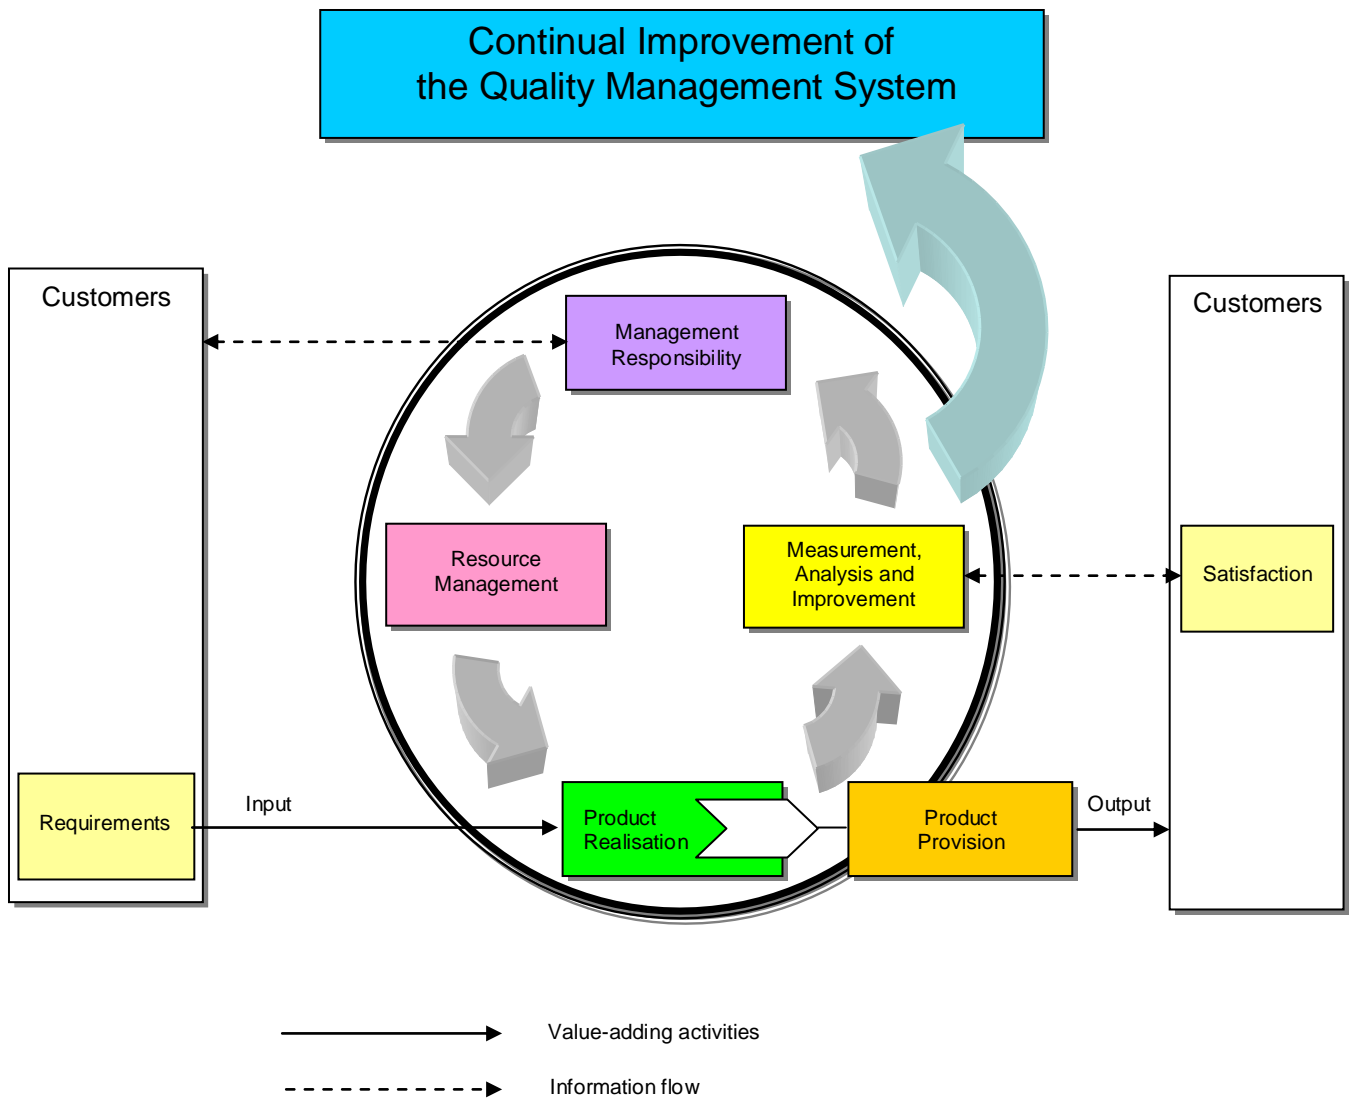 Continual Improvement of
the Quality Management System
Customers
Customers
Management
Responsibility
Resource
Management
Measurement,
Analysis and
Improvement
Satisfaction
Requirements
Input
Product
Realisation
Product
Provision
Output
Value-adding activities
Information flow